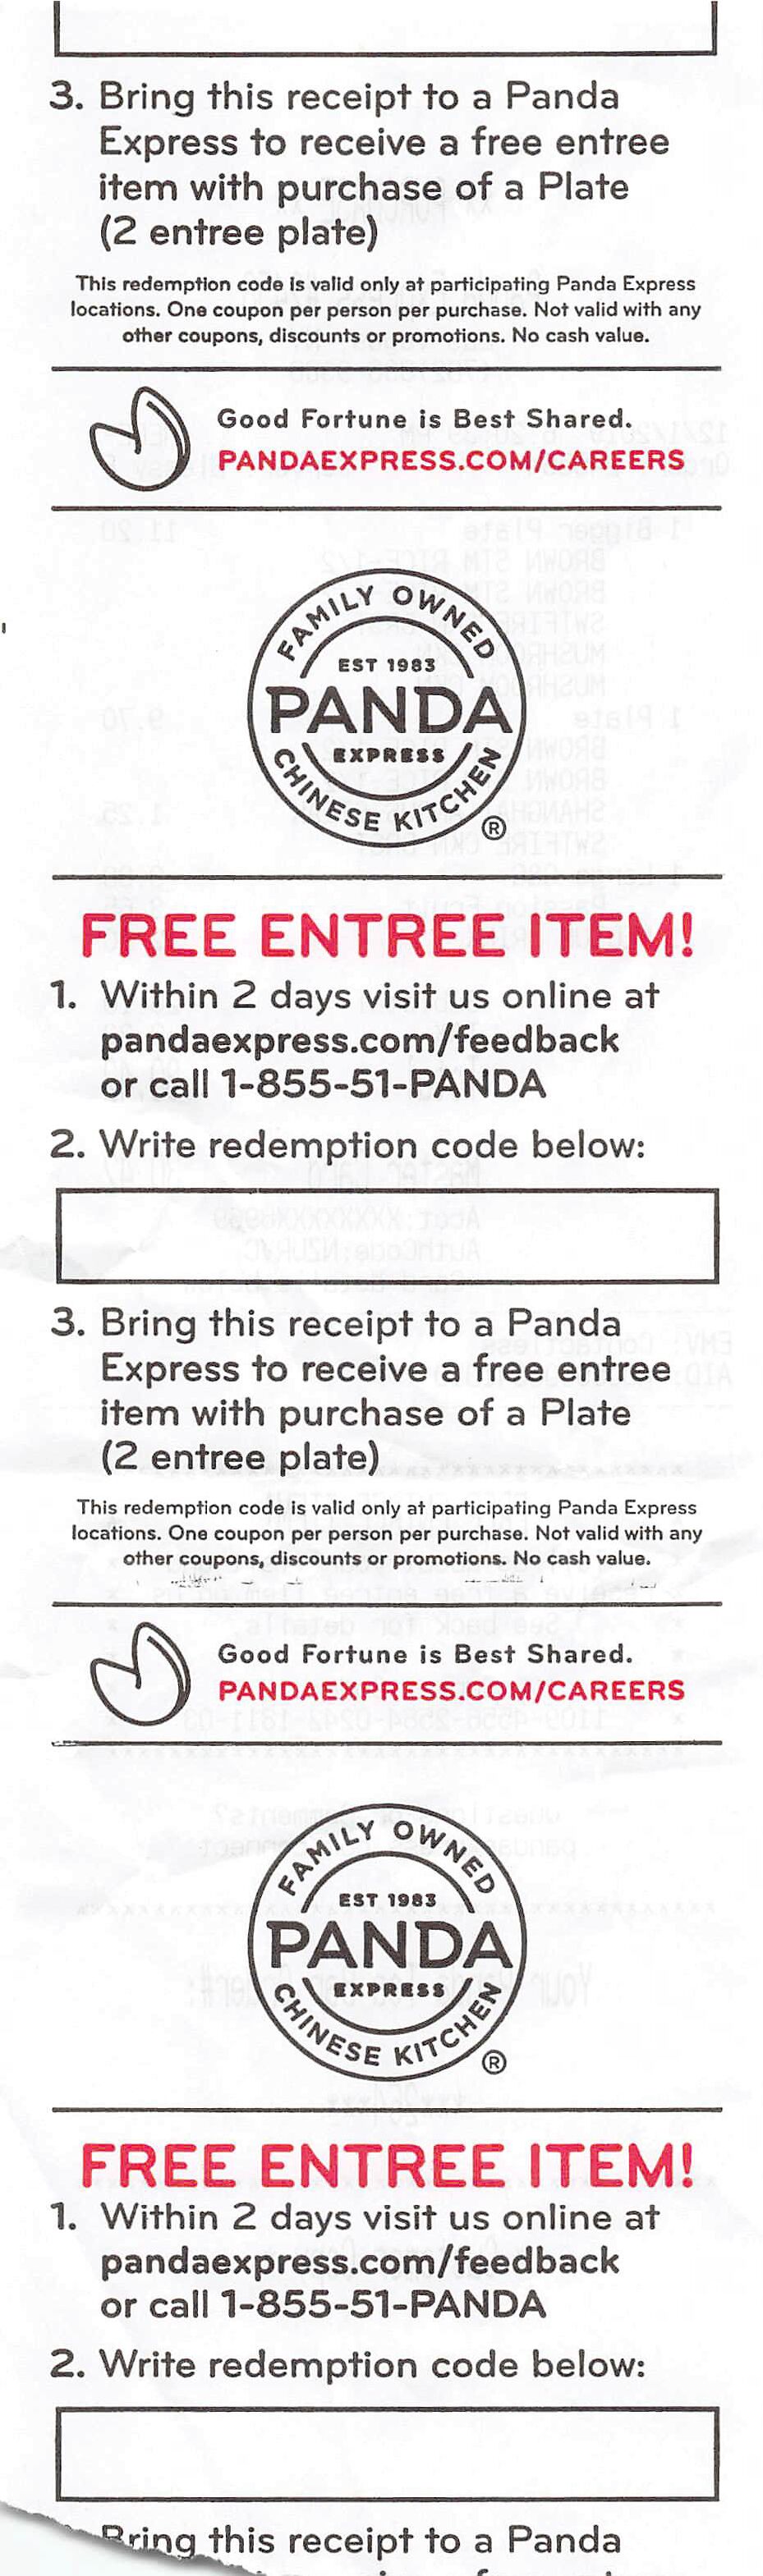 3. Bring this receipt to a Panda
Express to receive a free entree
item with purchase of a Plate
(2 entree plate)
This redemption code is valid only at participating Panda Express
locations. One coupon per person per purchase. Not valid with any
other coupons, discounts or promotions. No cash value.
Good Fortune is Best Shared.
PANDAEXPRESS.COM/CAREERS
FAMILY OWNED
EST 1983
PANDA
EXPRESS
CHINESE KITCHEN
®
FREE ENTREE ITEM!
1. Within 2 days visit us online at
pandaexpress.com/feedback
or call 1-855-51-PANDA
2. Write redemption code below:
3. Bring this receipt to a Panda
Express to receive a free entree
item with purchase of a Plate
(2 entree plate)
This redemption code is valid only at participating Panda Express
locations. One coupon per person per purchase. Not valid with any
other coupons, discounts or promotions. No cash value.
Good Fortune is Best Shared.
PANDAEXPRESS.COM/CAREERS
FAMILY OWNED
EST 1983
PANDA
EXPRESS
CHINESE KITCHEN
®
FREE ENTREE ITEM!
1. Within 2 days visit us online at
pandaexpress.com/feedback
or call 1-855-51-PANDA
2. Write redemption code below:
Bring this receipt to a Panda